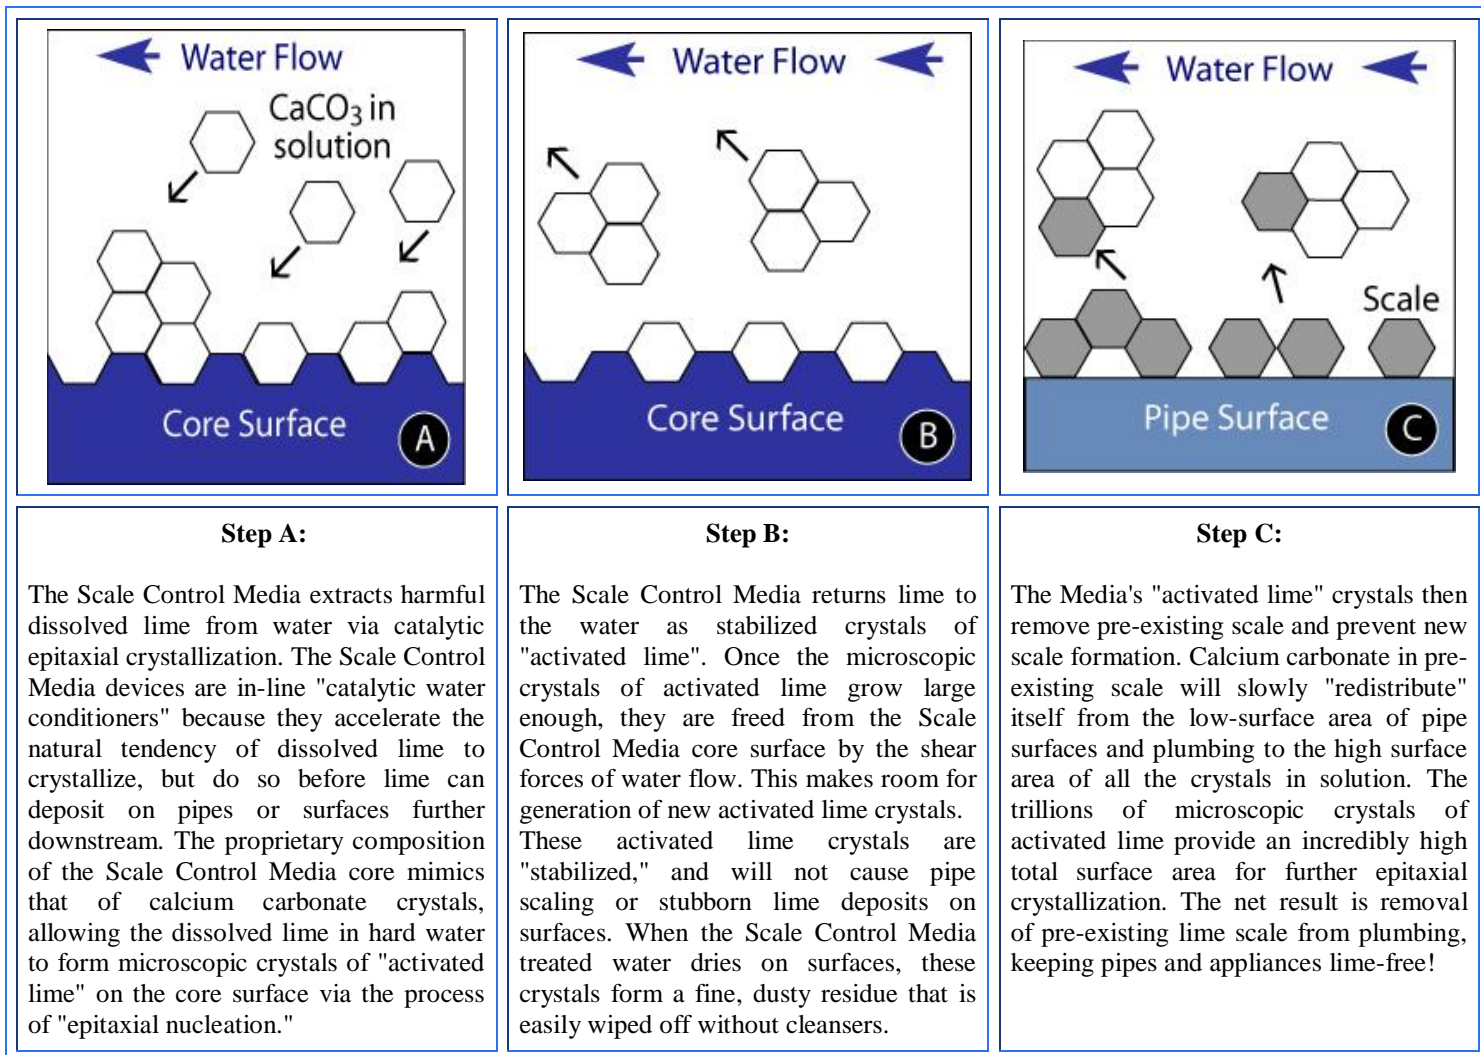 Water Flow
CaCO₃ in
solution
Core Surface
A
Water Flow
Core Surface
B
Water Flow
Scale
Pipe Surface
C
Step A:
The Scale Control Media extracts harmful
dissolved lime from water via catalytic
epitaxial crystallization. The Scale Control
Media devices are in-line "catalytic water
conditioners" because they accelerate the
natural tendency of dissolved lime to
crystallize, but do so before lime can
deposit on pipes or surfaces further
downstream. The proprietary composition
of the Scale Control Media core mimics
that of calcium carbonate crystals,
allowing the dissolved lime in hard water
to form microscopic crystals of "activated
lime" on the core surface via the process
of "epitaxial nucleation."
Step B:
The Scale Control Media returns lime to
the water as stabilized crystals of
"activated lime". Once the microscopic
crystals of activated lime grow large
enough, they are freed from the Scale
Control Media core surface by the shear
forces of water flow. This makes room for
generation of new activated lime crystals.
These activated lime crystals are
"stabilized," and will not cause pipe
scaling or stubborn lime deposits on
surfaces. When the Scale Control Media
treated water dries on surfaces, these
crystals form a fine, dusty residue that is
easily wiped off without cleansers.
Step C:
The Media's "activated lime" crystals then
remove pre-existing scale and prevent new
scale formation. Calcium carbonate in pre-
existing scale will slowly "redistribute"
itself from the low-surface area of pipe
surfaces and plumbing to the high surface
area of all the crystals in solution. The
trillions of microscopic crystals of
activated lime provide an incredibly high
total surface area for further epitaxial
crystallization. The net result is removal
of pre-existing lime scale from plumbing,
keeping pipes and appliances lime-free!